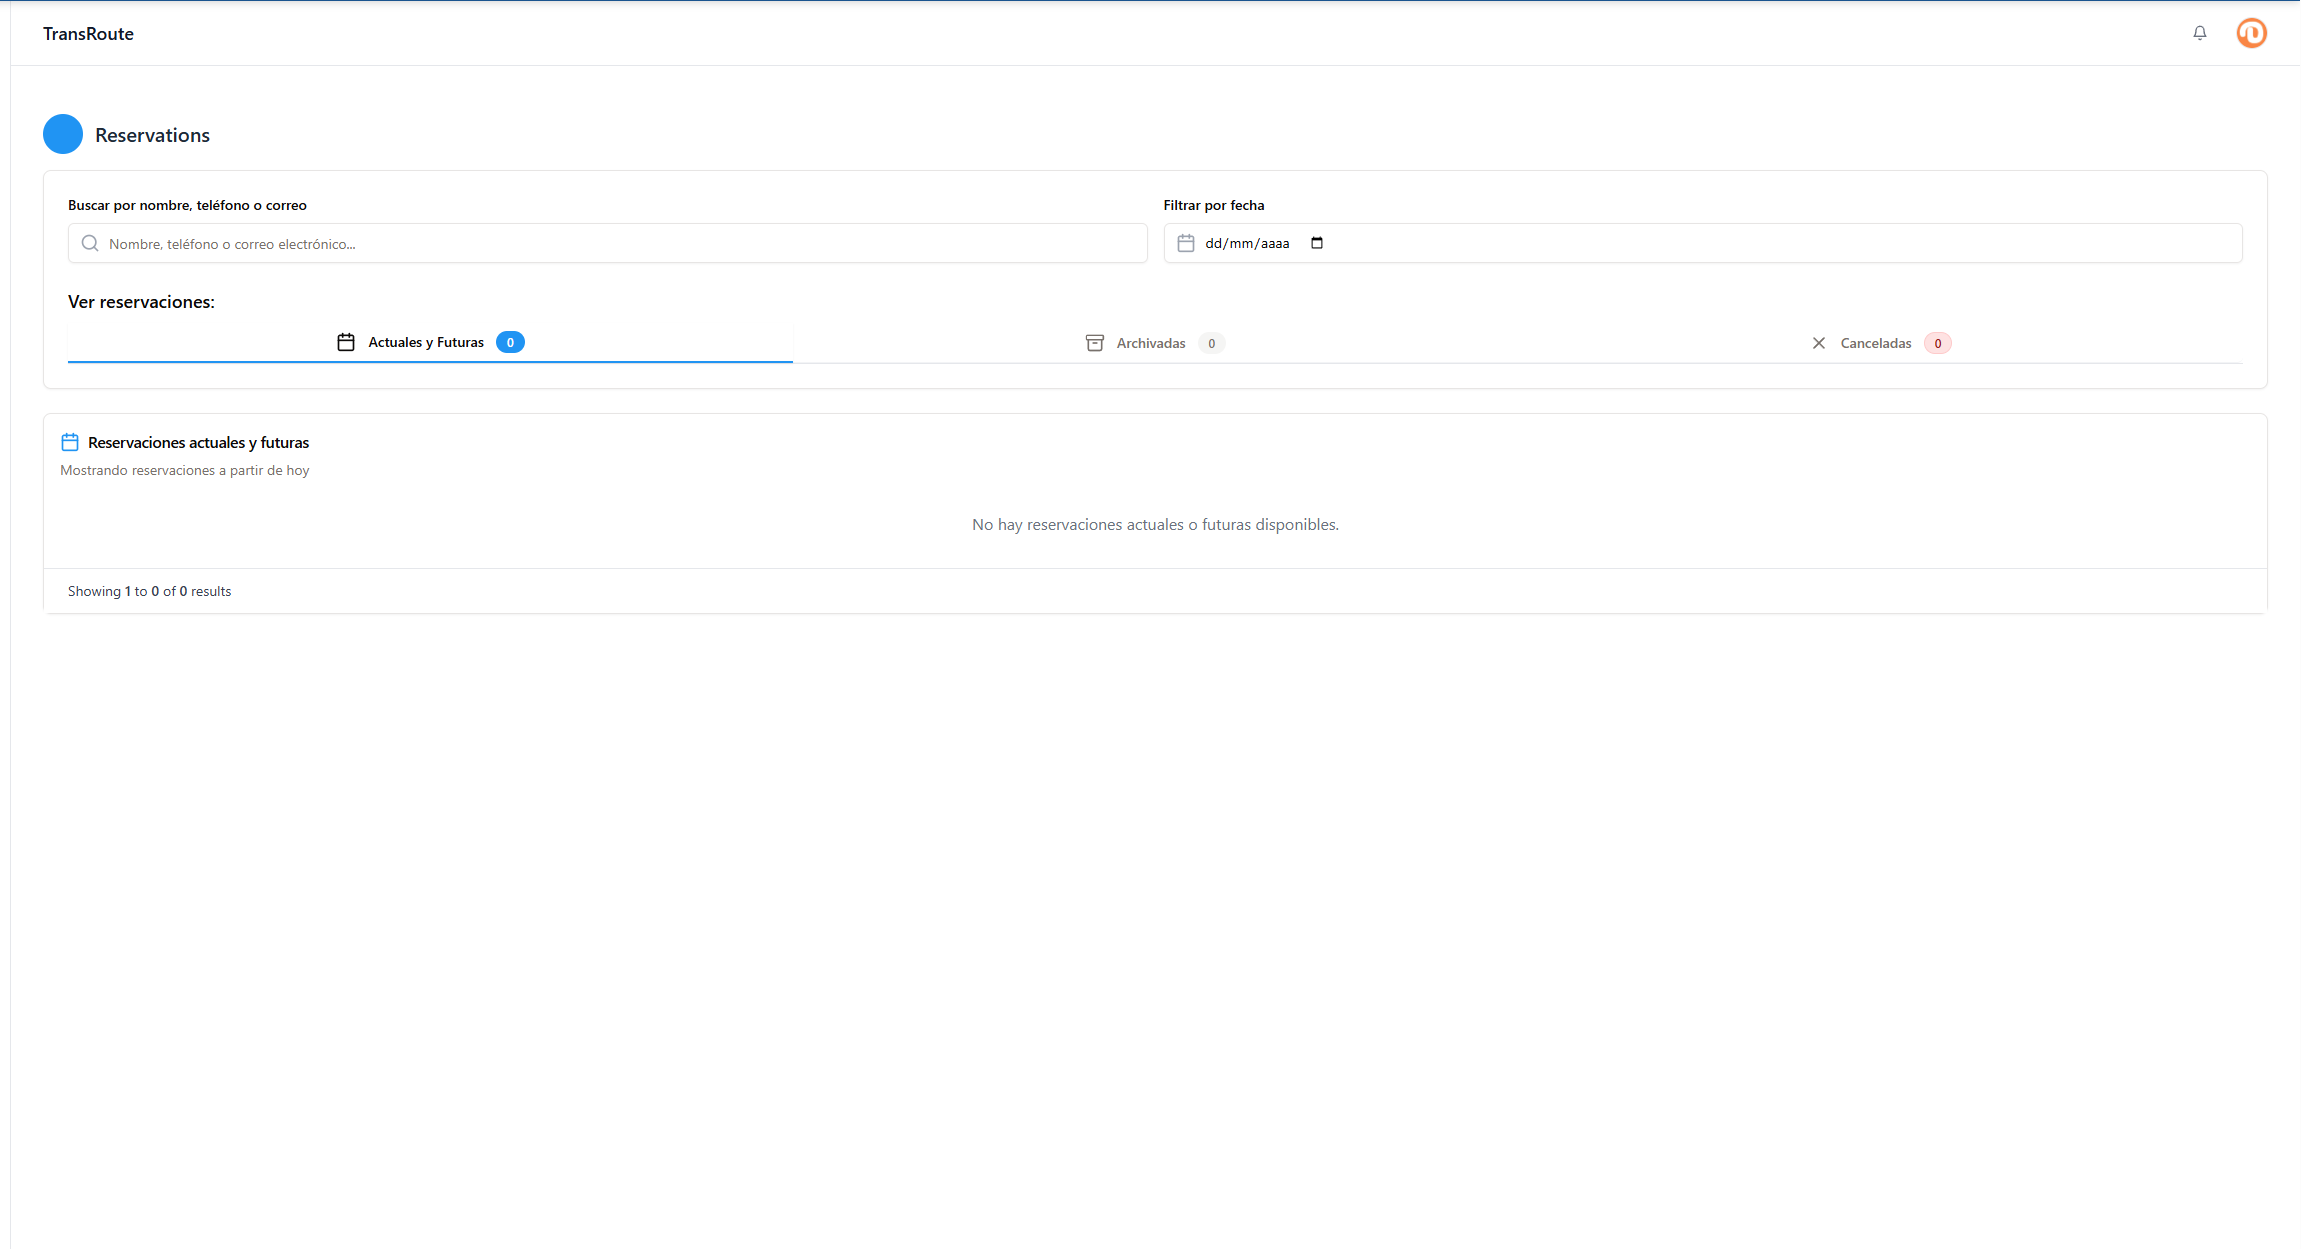 TransRoute
Reservations
Buscar por nombre, teléfono o correo
Filtrar por fecha
Nombre, teléfono o correo electrónico...
dd/mm/aaaa
Ver reservaciones:
Actuales y Futuras 0
Archivadas 0
Canceladas 0
Reservaciones actuales y futuras
Mostrando reservaciones a partir de hoy
No hay reservaciones actuales o futuras disponibles.
Showing 1 to 0 of 0 results